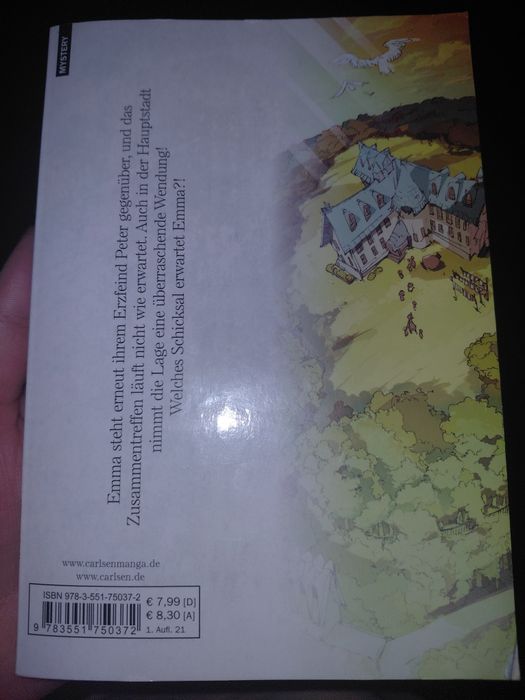 MYSTERY
Emma steht erneut ihrem Erzfeind Peter gegenüber, und das
Zusammentreffen läuft nicht wie erwartet. Auch in der Hauptstadt
nimmt die Lage eine überraschende Wendung!
Welches Schicksal erwartet Emma?!
www.carlsenmanga.de
www.carlsen.de
ISBN 978-3-551-75037-2
9 783551 750372
€ 7,99 [D]
€ 8,30 [A]
1. Aufl. 21